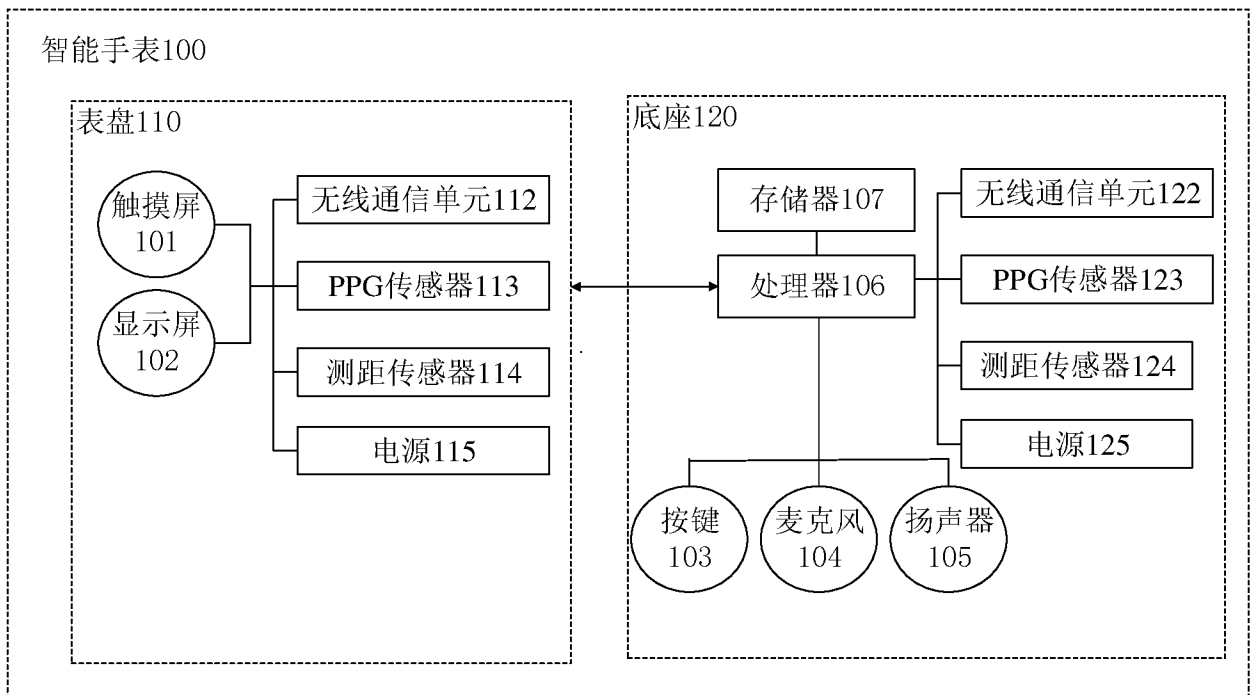 智能手表100
表盘110
触摸屏
101
显示屏
102
无线通信单元112
PPG传感器113
测距传感器114
电源115
底座120
存储器107
处理器106
无线通信单元122
PPG传感器123
测距传感器124
电源125
按键
103
麦克风
104
扬声器
105